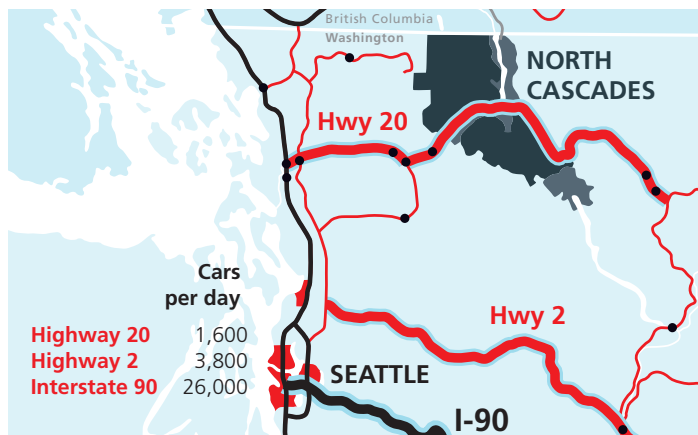 British Columbia
Washington
NORTH
CASCADES
Hwy 20
Cars
per day
Highway 20 1,600
Highway 2 3,800
Interstate 90 26,000
Hwy 2
SEATTLE
I-90